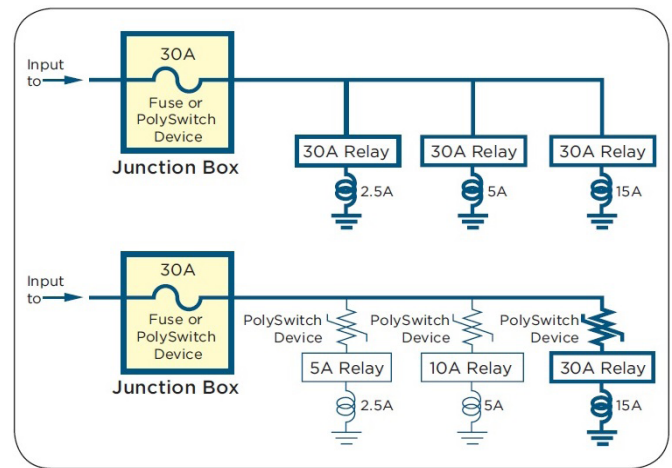 30A
Input
to
Fuse or
PolySwitch
Device
Junction Box
30A Relay
30A Relay
30A Relay
2.5A
5A
15A
30A
Input
to
Fuse or
PolySwitch
Device
Junction Box
PolySwitch
Device
PolySwitch
Device
PolySwitch
Device
5A Relay
10A Relay
30A Relay
2.5A
5A
15A